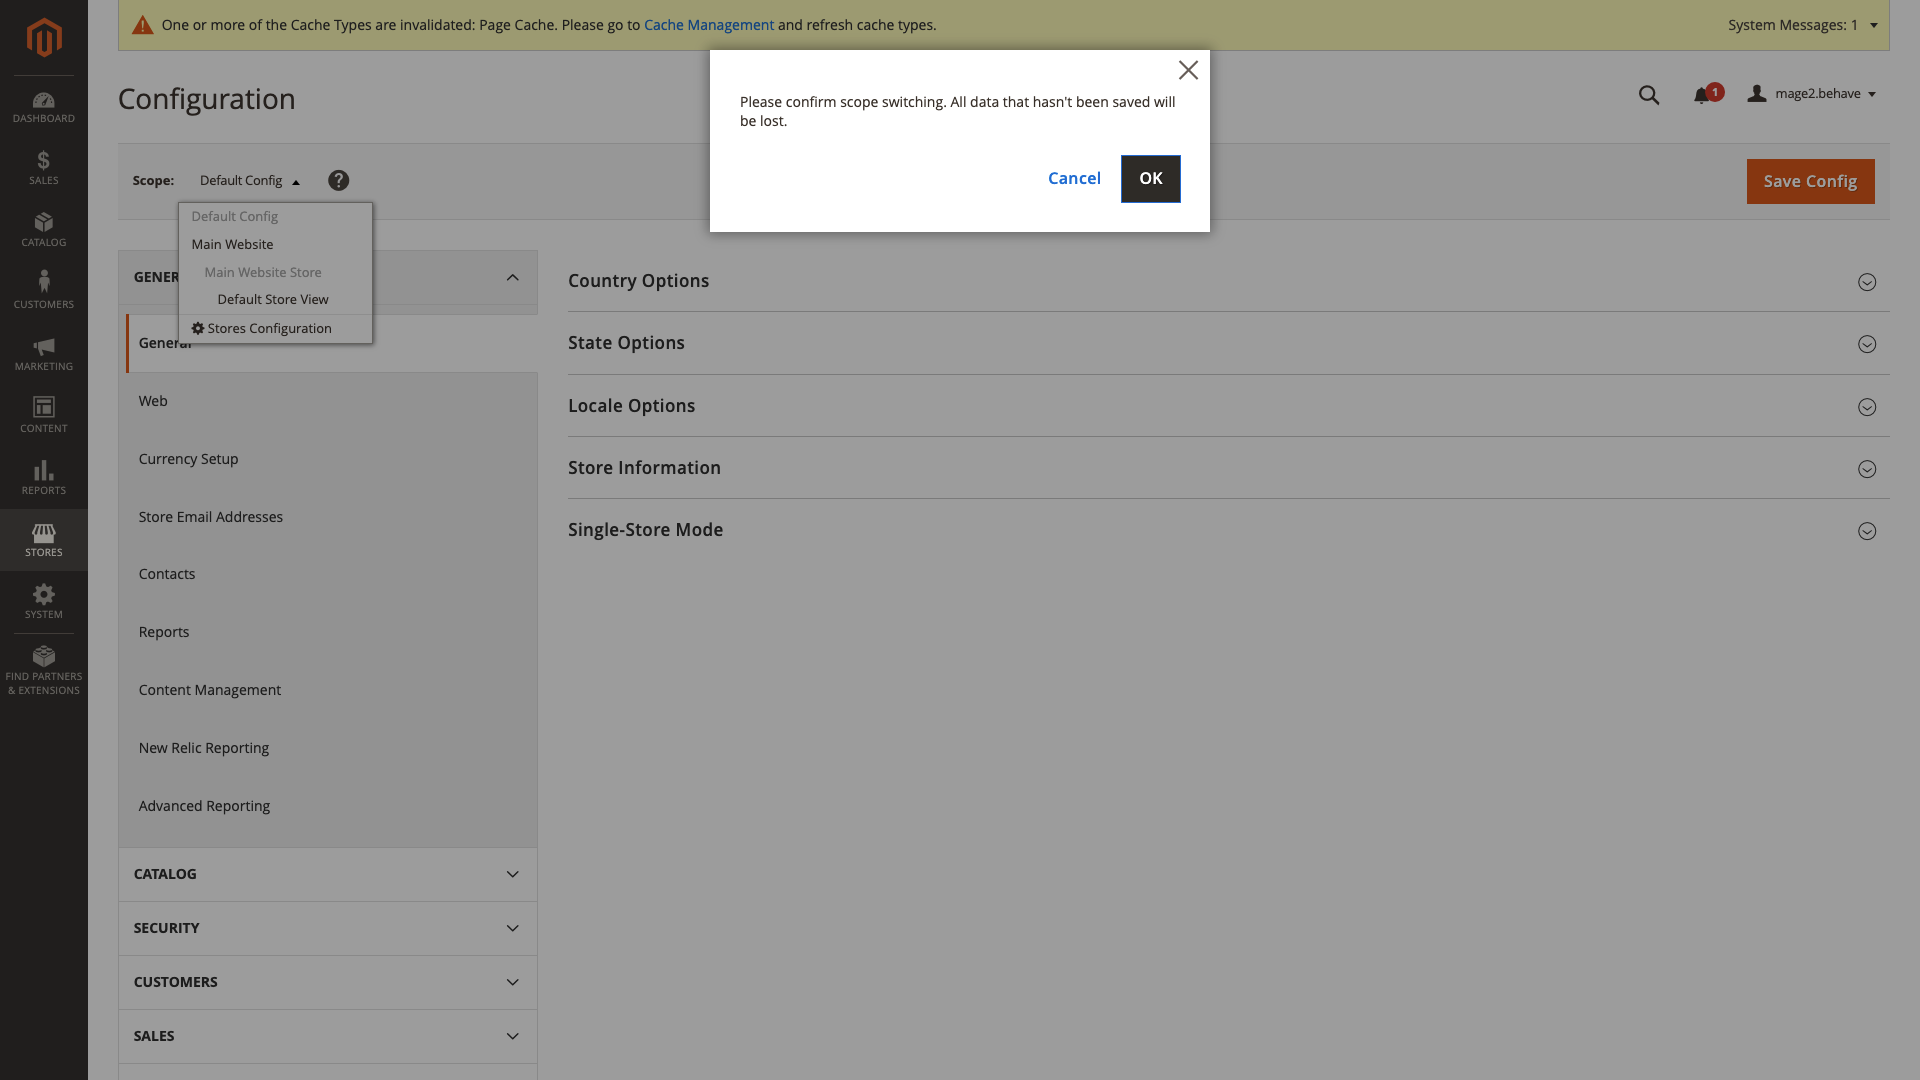 One or more of the Cache Types are invalidated: Page Cache. Please go to Cache Management and refresh cache types.
System Messages: 1
Please confirm scope switching. All data that hasn't been saved will
be lost.
Cancel
OK
Configuration
1
mage2.behave
Scope:
Default Config
?
Save Config
Default Config
Main Website
Main Website Store
Default Store View
Stores Configuration
DASHBOARD
SALES
CATALOG
CUSTOMERS
MARKETING
CONTENT
REPORTS
STORES
SYSTEM
FIND PARTNERS
& EXTENSIONS
GENER
General
Web
Currency Setup
Store Email Addresses
Contacts
Reports
Content Management
New Relic Reporting
Advanced Reporting
CATALOG
SECURITY
CUSTOMERS
SALES
Country Options
State Options
Locale Options
Store Information
Single-Store Mode